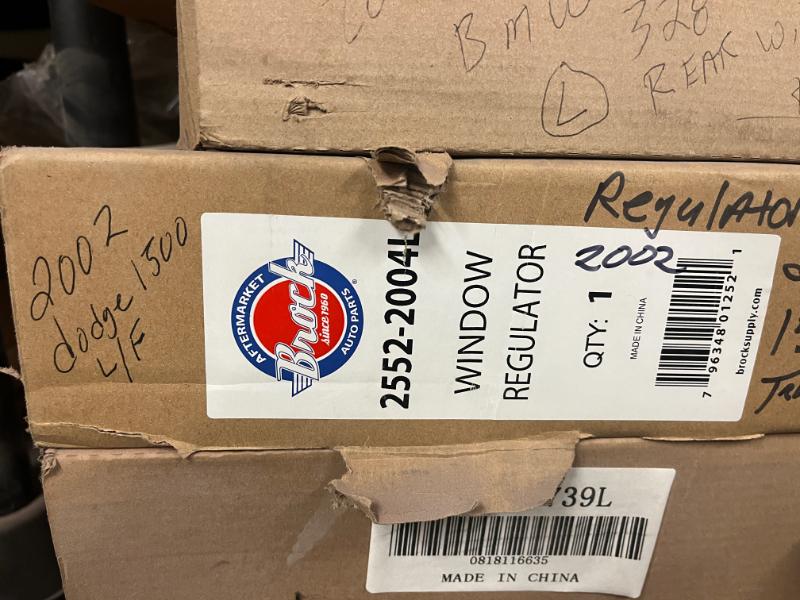 BMW 328
L REAR
2002
dodge 1500
L/F
AFTERMARKET
Brock
since 1960
AUTO PARTS
®
2552-2004L
WINDOW
REGULATOR
QTY: 1
MADE IN CHINA
7 96348 01252 1
brocksupply.com
Regulator
2002
739L
0818116635
MADE IN CHINA